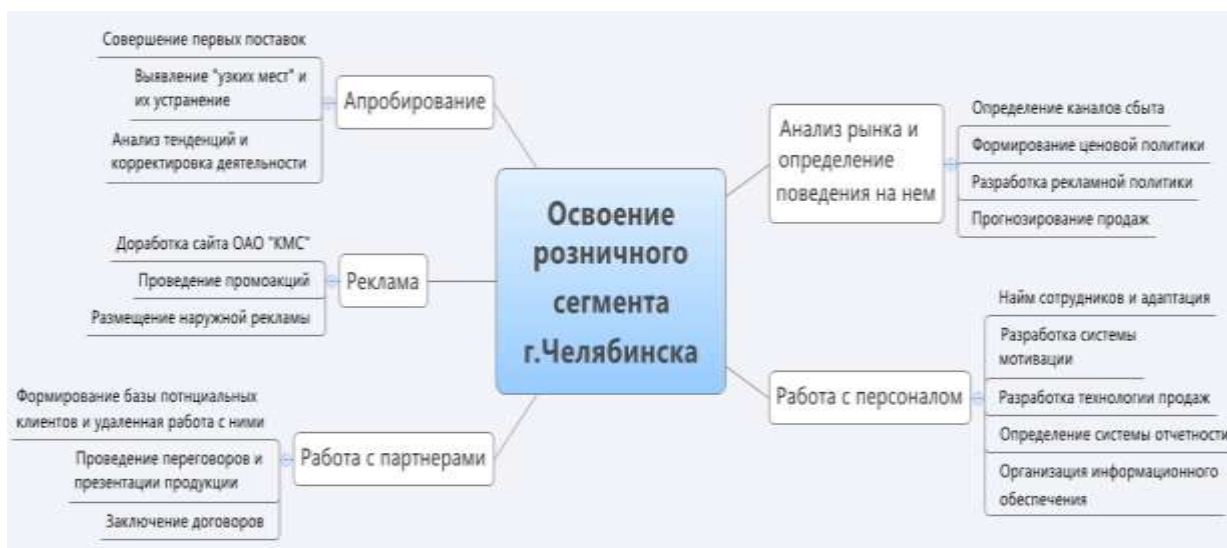 Совершение первых поставок
Выявление "узких мест" и
их устранение
Анализ тенденций и
корректировка деятельности
Апробирование
Доработка сайта ОАО "КМС"
Проведение промоакций
Размещение наружной рекламы
Реклама
Формирование базы потнциальных
клиентов и удаленная работа с ними
Проведение переговоров и
презентации продукции
Заключение договоров
Работа с партнерами
Освоение
розничного
сегмента
г.Челябинска
Анализ рынка и
определение
поведения на нем
Определение каналов сбыта
Формирование ценовой политики
Разработка рекламной политики
Прогнозирование продаж
Работа с персоналом
Найм сотрудников и адаптация
Разработка системы
мотивации
Разработка технологии продаж
Определение системы отчетности
Организация информационного
обеспечения